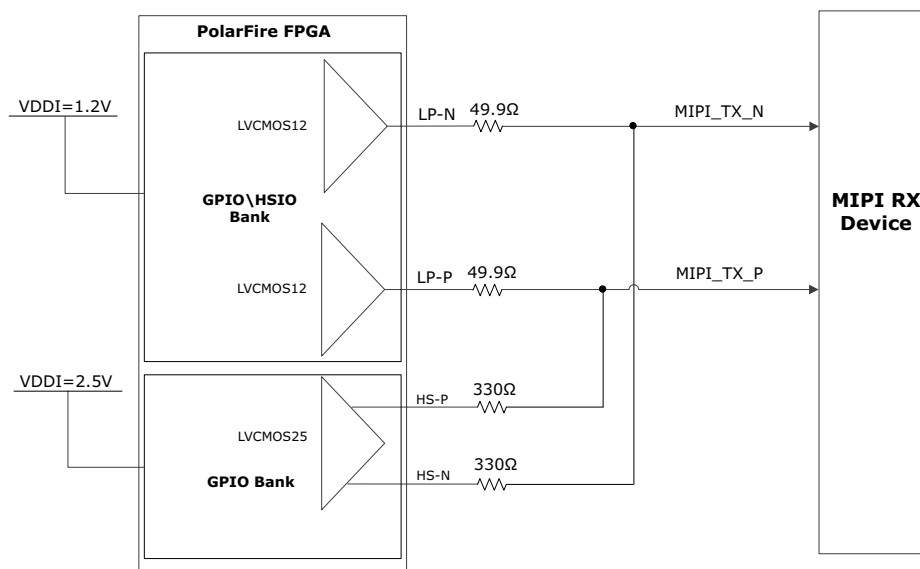 PolarFire FPGA
VDDI=1.2V
LVCMOS12
LP-N
49.9Ω
MIPI_TX_N
GPIO\HSIO
Bank
MIPI RX
Device
LVCMOS12
LP-P
49.9Ω
MIPI_TX_P
VDDI=2.5V
HS-P
330Ω
LVCMOS25
GPIO Bank
HS-N
330Ω